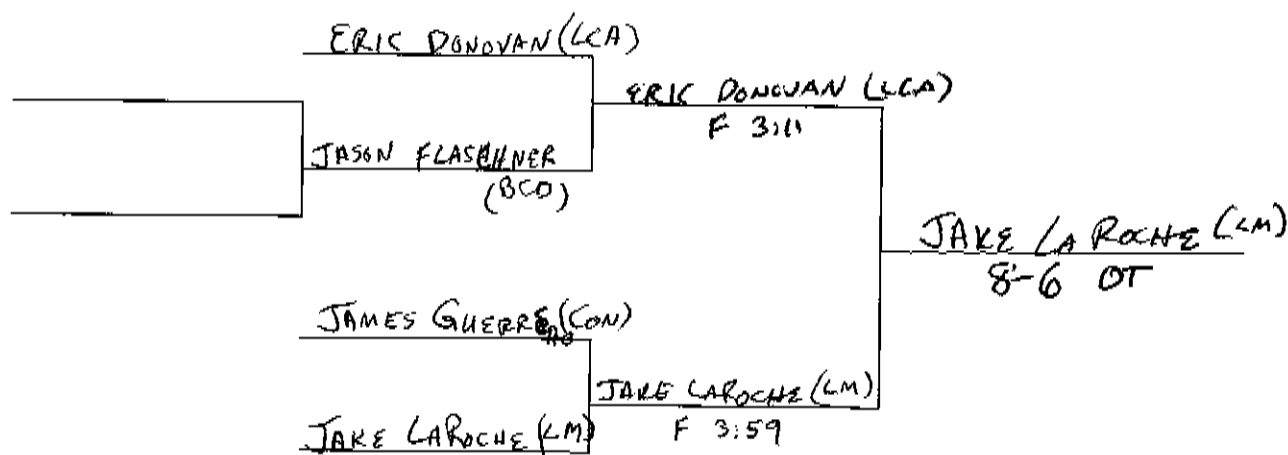 ERIC DONOVAN (LCA)
ERIC DONOVAN (LCA)
F 3:11
JASON FLASCHNER
(BCD)
JAKE LAROCHE (LM)
8-6 OT
JAMES GUERRERO (CON)
JAKE LAROCHE (LM)
F 3:59
JAKE LAROCHE (LM)